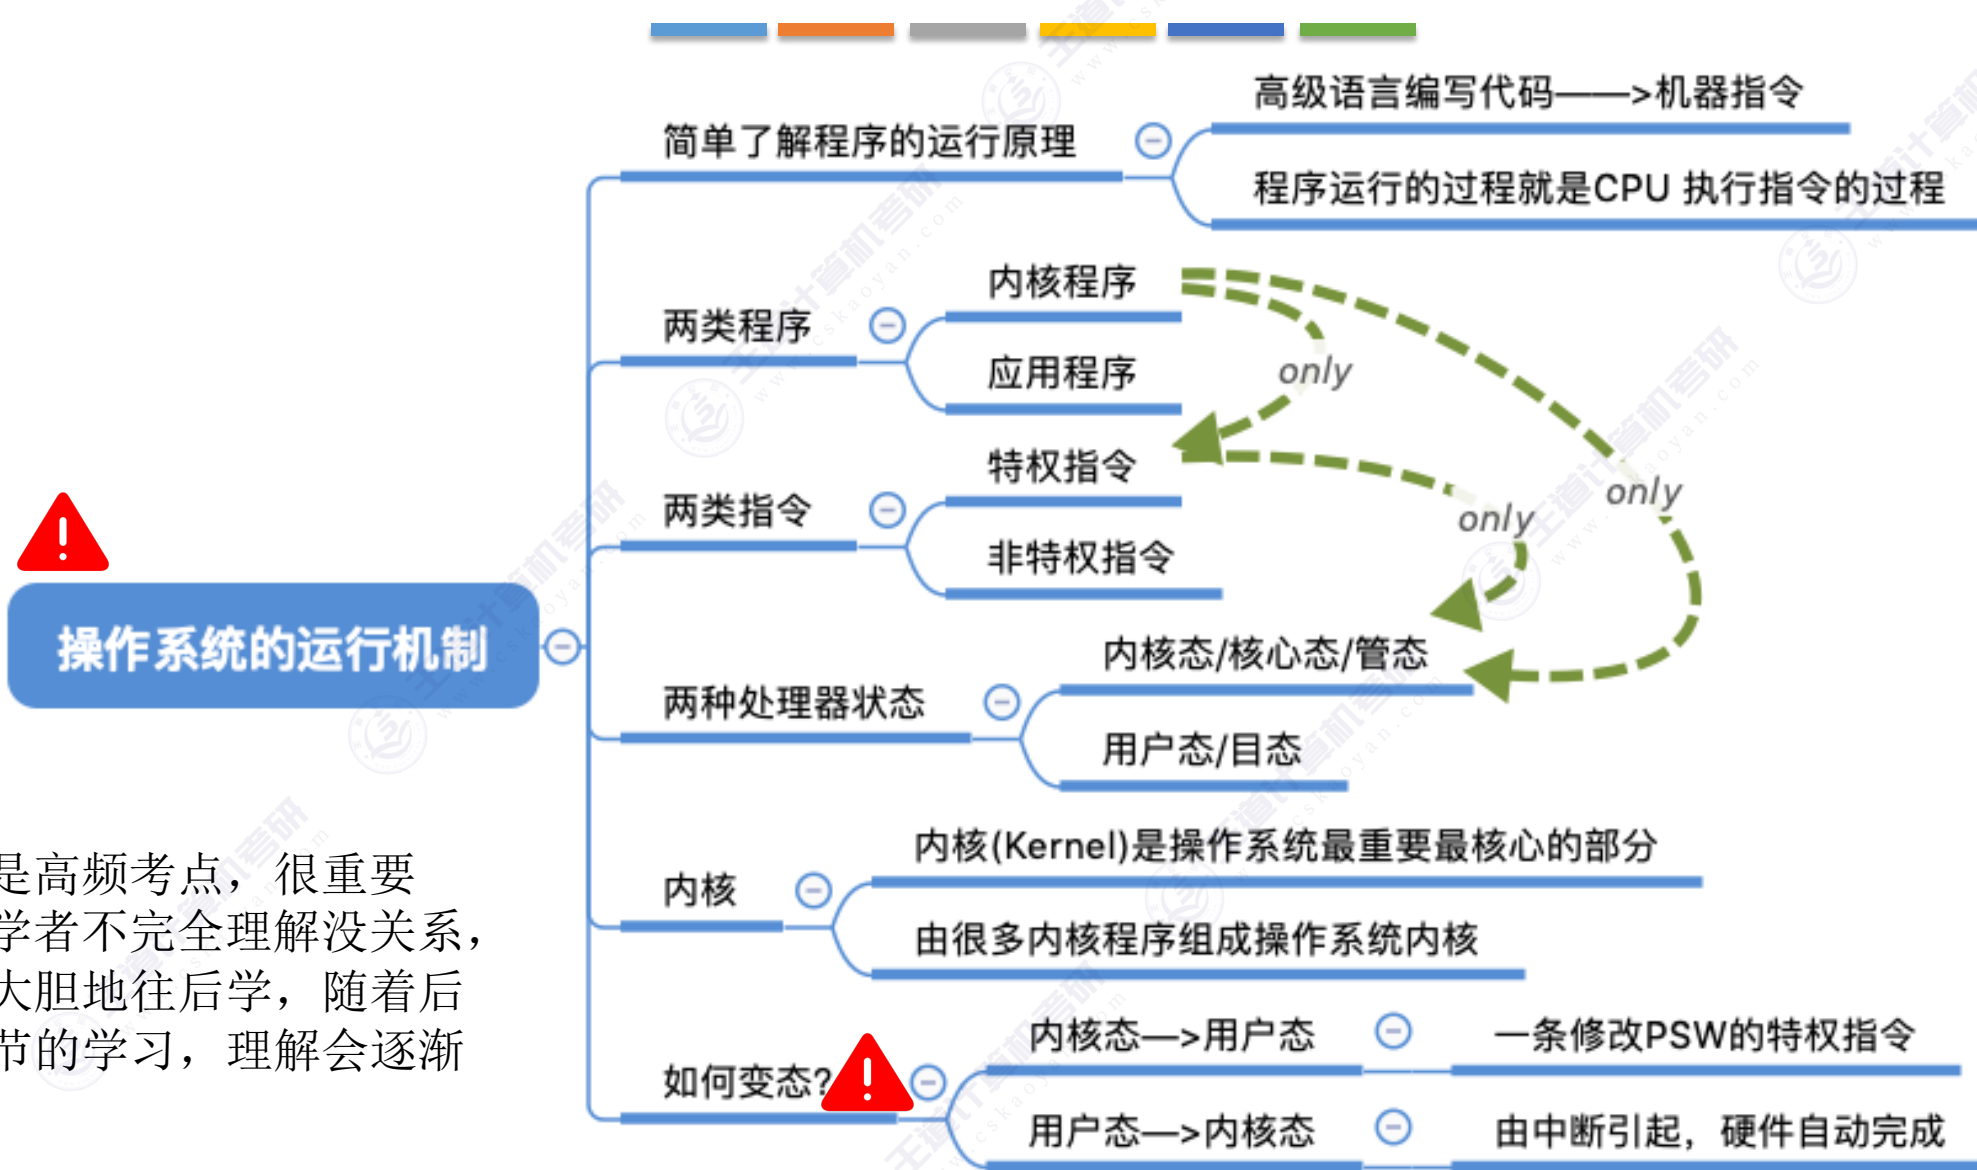 高级语言编写代码——>机器指令
简单了解程序的运行原理
程序运行的过程就是CPU 执行指令的过程
内核程序
两类程序
应用程序
only
特权指令
两类指令
only
only
非特权指令
操作系统的运行机制
内核态/核心态/管态
两种处理器状态
用户态/目态
内核(Kernel)是操作系统最重要最核心的部分
内核
由很多内核程序组成操作系统内核
是高频考点，很重要
学者不完全理解没关系，
大胆地往后学，随着后
节的学习，理解会逐渐
内核态—>用户态
一条修改PSW的特权指令
如何变态?
用户态—>内核态
由中断引起，硬件自动完成
王道计算机考研
www.cskaoyan.com